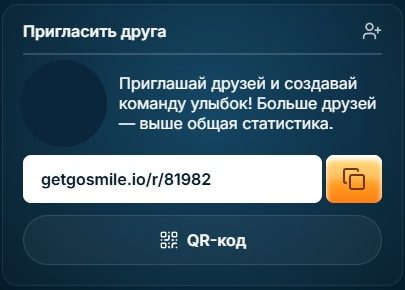 Пригласить друга
Приглашай друзей и создавай
команду улыбок! Больше друзей
— выше общая статистика.
getgosmile.io/r/81982
QR-код